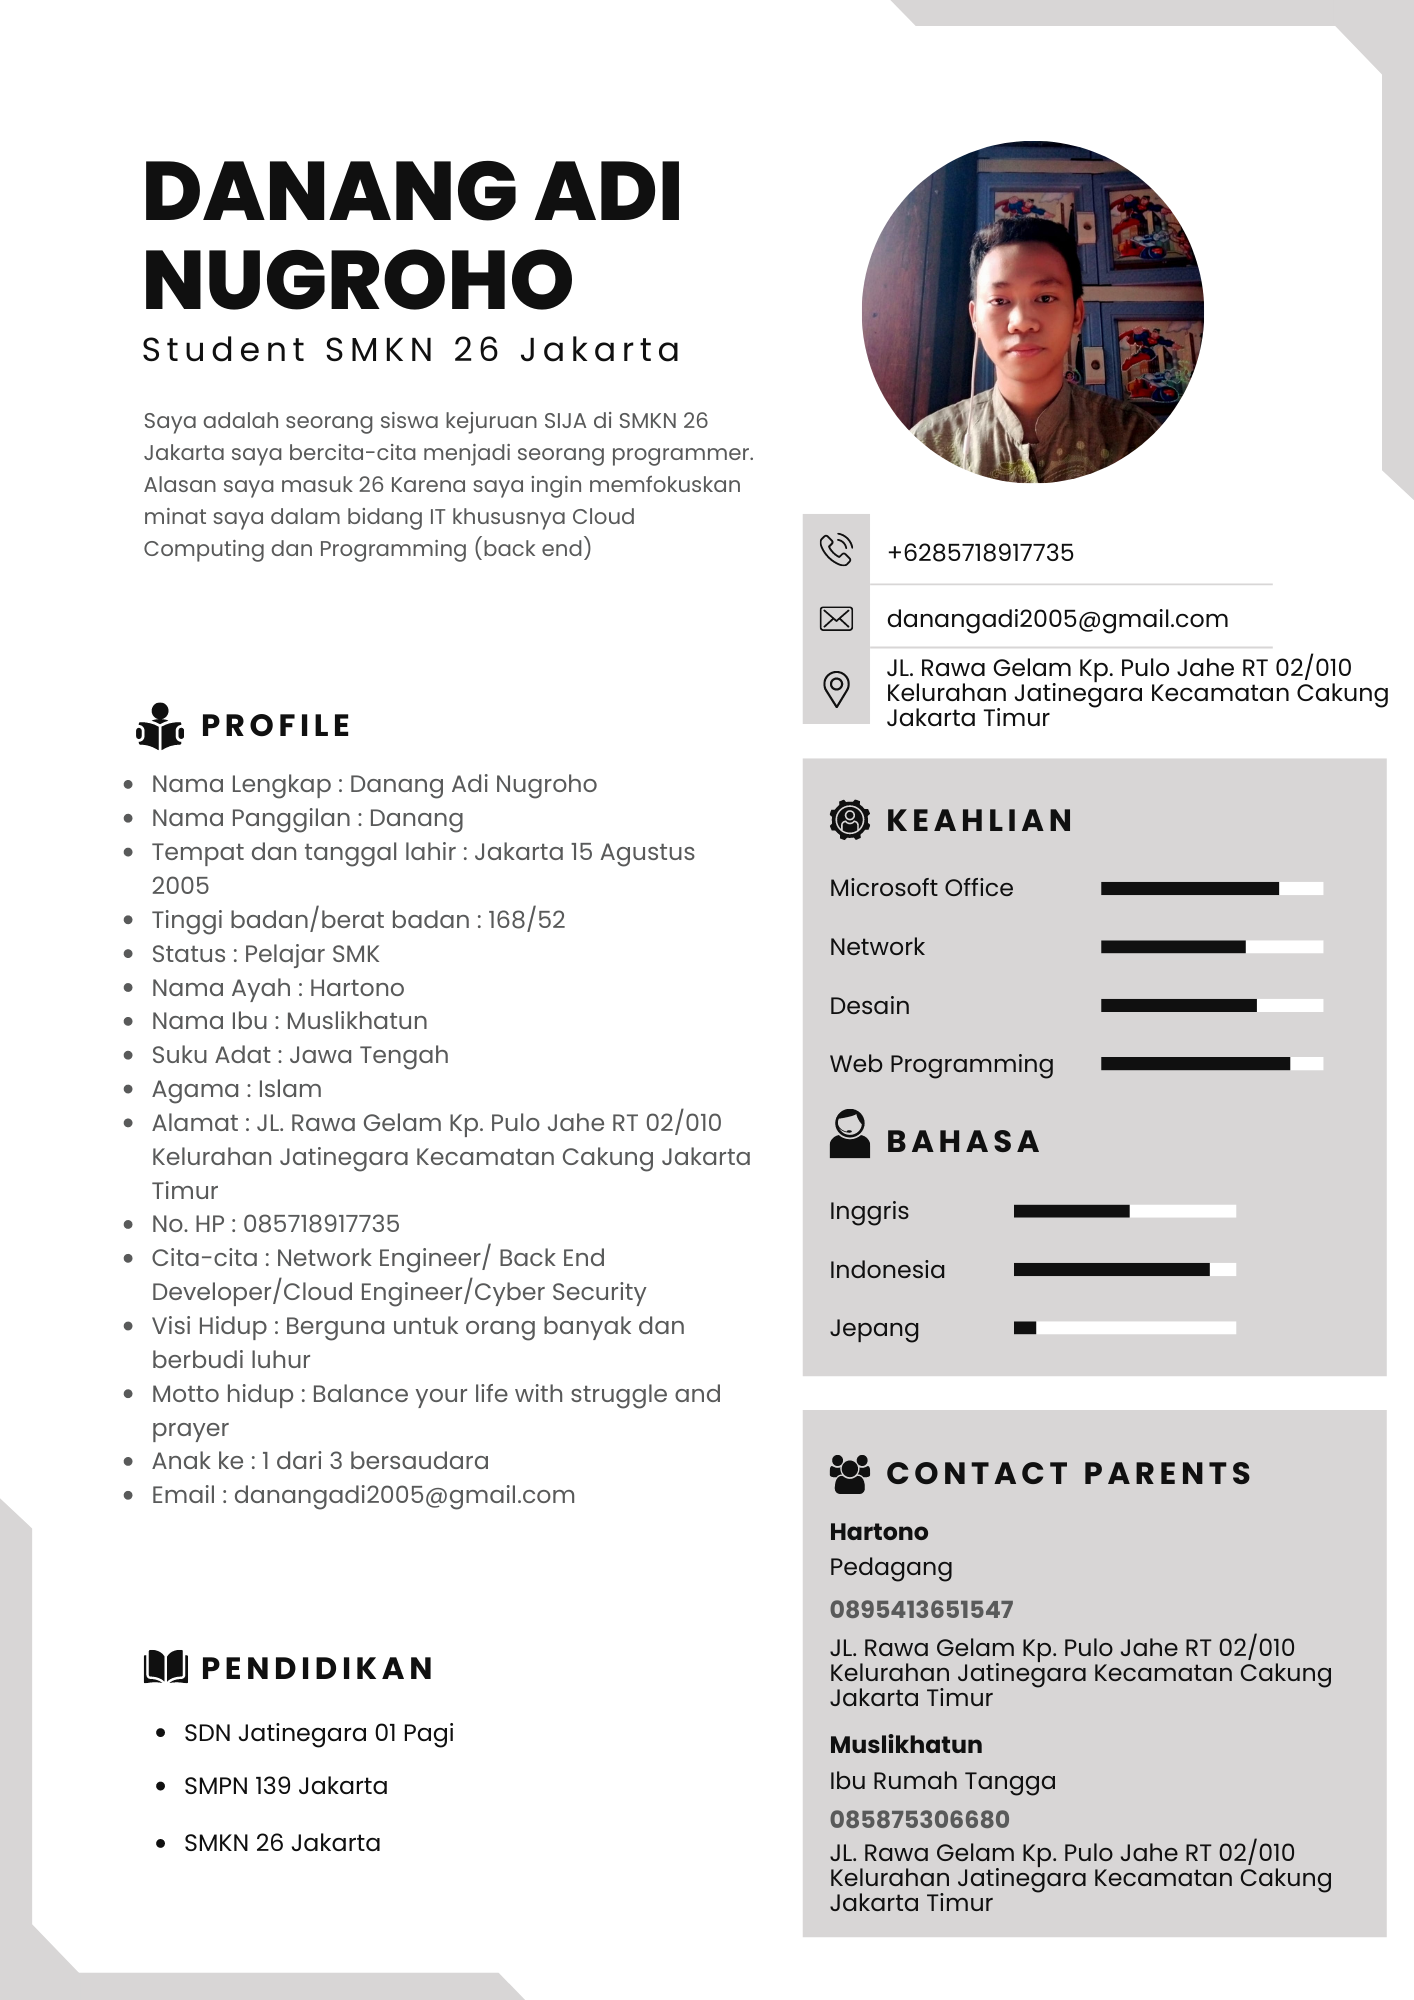 DANANG ADI
NUGROHO
Student SMKN 26 Jakarta
Saya adalah seorang siswa kejuruan SIJA di SMKN 26
Jakarta saya bercita-cita menjadi seorang programmer.
Alasan saya masuk 26 Karena saya ingin memfokuskan
minat saya dalam bidang IT khususnya Cloud
Computing dan Programming (back end)
PROFILE
Nama Lengkap : Danang Adi Nugroho
Nama Panggilan : Danang
Tempat dan tanggal lahir : Jakarta 15 Agustus
2005
Tinggi badan/berat badan : 168/52
Status : Pelajar SMK
Nama Ayah : Hartono
Nama Ibu : Muslikhatun
Suku Adat : Jawa Tengah
Agama : Islam
Alamat : JL. Rawa Gelam Kp. Pulo Jahe RT 02/010
Kelurahan Jatinegara Kecamatan Cakung Jakarta
Timur
No. HP : 085718917735
Cita-cita : Network Engineer/ Back End
Developer/Cloud Engineer/Cyber Security
Visi Hidup : Berguna untuk orang banyak dan
berbudi luhur
Motto hidup : Balance your life with struggle and
prayer
Anak ke : 1 dari 3 bersaudara
Email : danangadi2005@gmail.com
PENDIDIKAN
SDN Jatinegara 01 Pagi
SMPN 139 Jakarta
SMKN 26 Jakarta
+6285718917735
danangadi2005@gmail.com
JL. Rawa Gelam Kp. Pulo Jahe RT 02/010
Kelurahan Jatinegara Kecamatan Cakung
Jakarta Timur
KEAHLIAN
Microsoft Office
Network
Desain
Web Programming
BAHASA
Inggris
Indonesia
Jepang
CONTACT PARENTS
Hartono
Pedagang
0895413651547
JL. Rawa Gelam Kp. Pulo Jahe RT 02/010
Kelurahan Jatinegara Kecamatan Cakung
Jakarta Timur
Muslikhatun
Ibu Rumah Tangga
085875306680
JL. Rawa Gelam Kp. Pulo Jahe RT 02/010
Kelurahan Jatinegara Kecamatan Cakung
Jakarta Timur